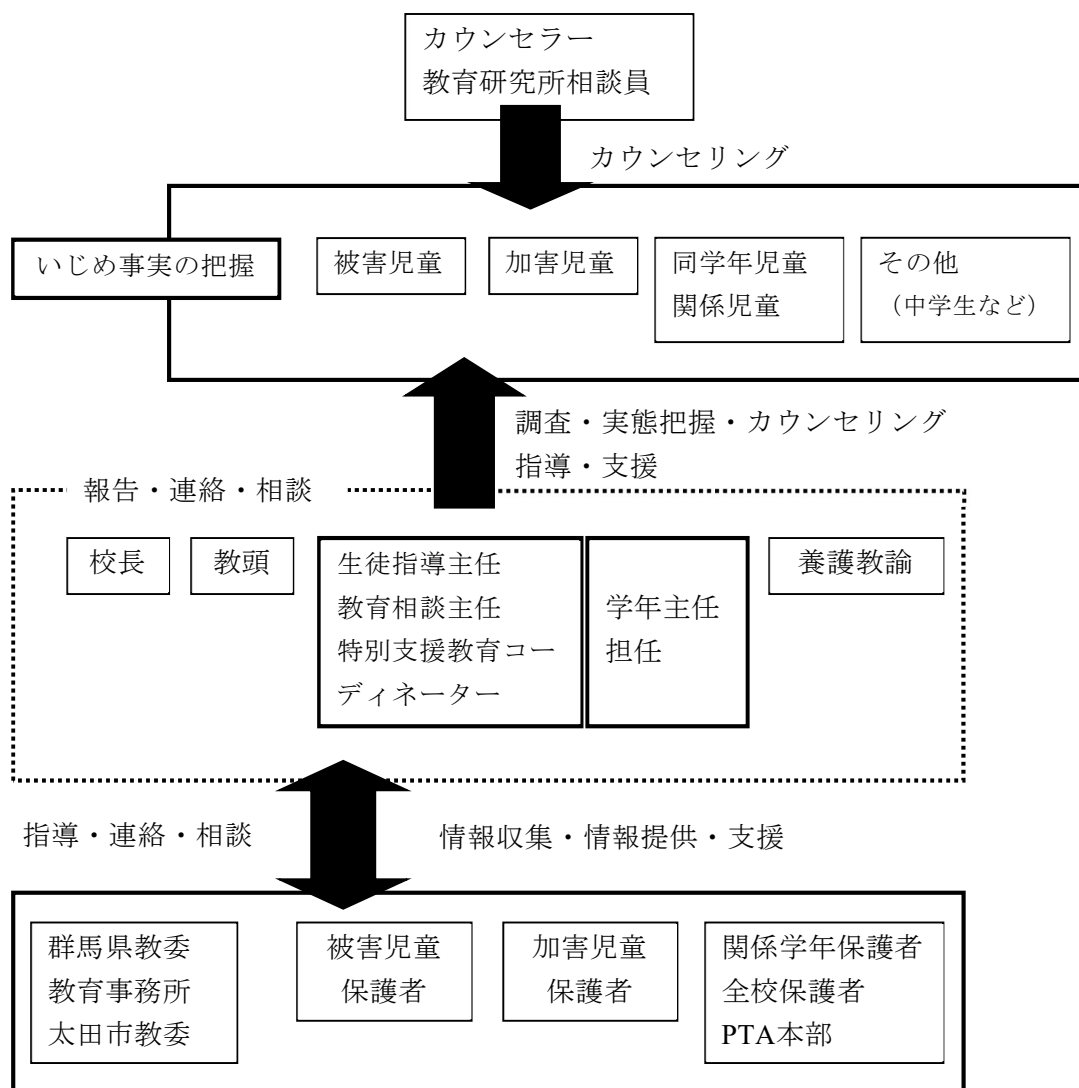 カウンセラー
教育研究所相談員
カウンセリング
いじめ事実の把握
被害児童
加害児童
同学年児童
関係児童
その他
（中学生など）
調査・実態把握・カウンセリング
指導・支援
報告・連絡・相談
校長
教頭
生徒指導主任
教育相談主任
特別支援教育コー
ディネーター
学年主任
担任
養護教諭
指導・連絡・相談
情報収集・情報提供・支援
群馬県教委
教育事務所
太田市教委
被害児童
保護者
加害児童
保護者
関係学年保護者
全校保護者
PTA本部